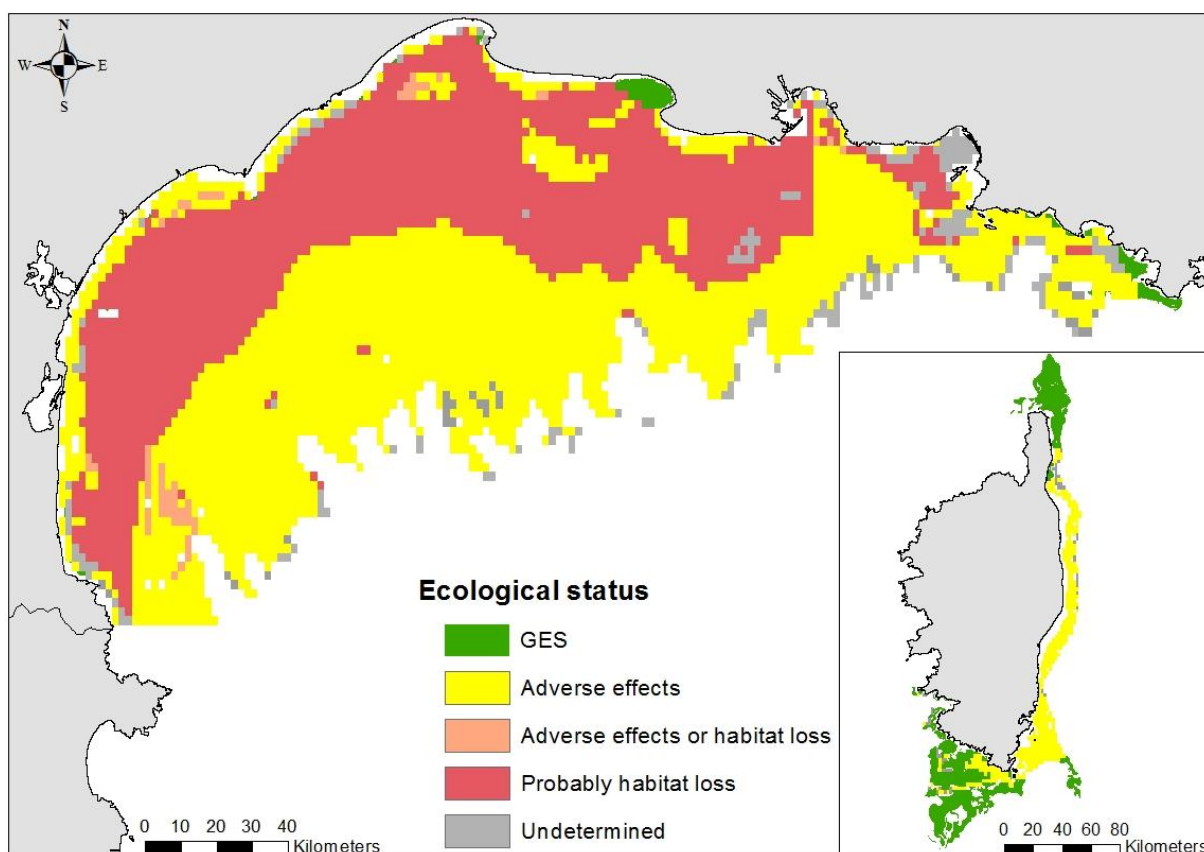 N
W E
S
Ecological status
GES
Adverse effects
Adverse effects or habitat loss
Probably habitat loss
Undetermined
0 10 20 30 40
Kilometers
0 20 40 60 80
Kilometers